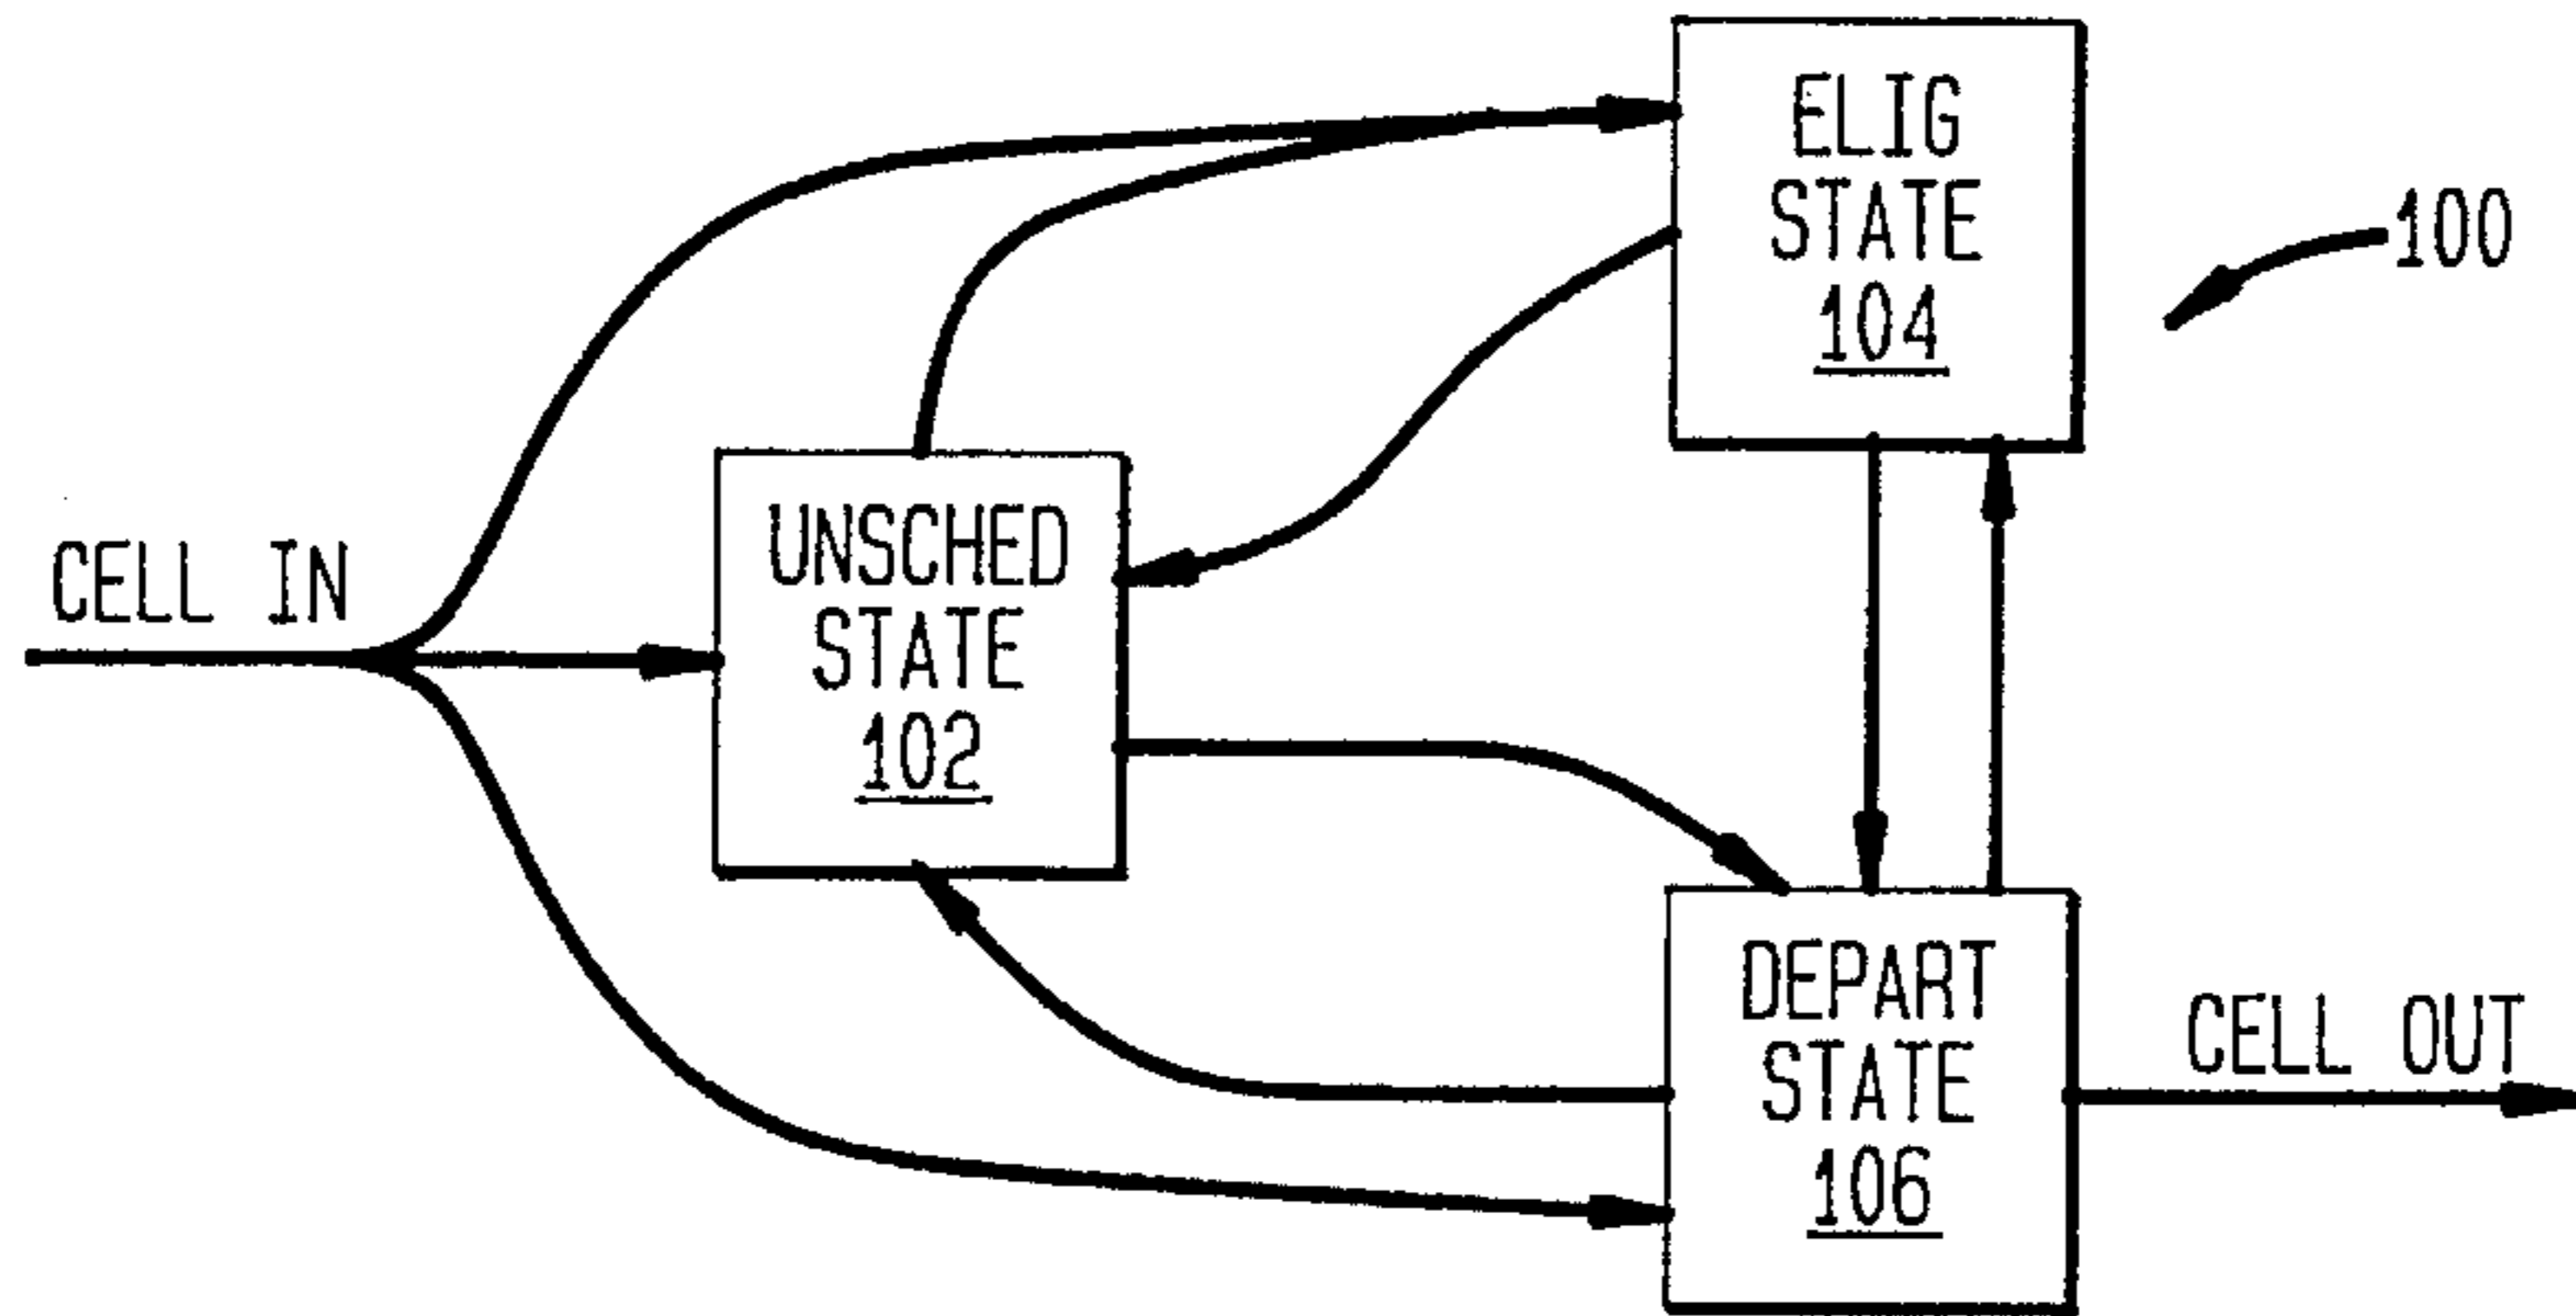 ELIG
STATE
104
100
CELL IN
UNSCHED
STATE
102
DEPART
STATE
106
CELL OUT